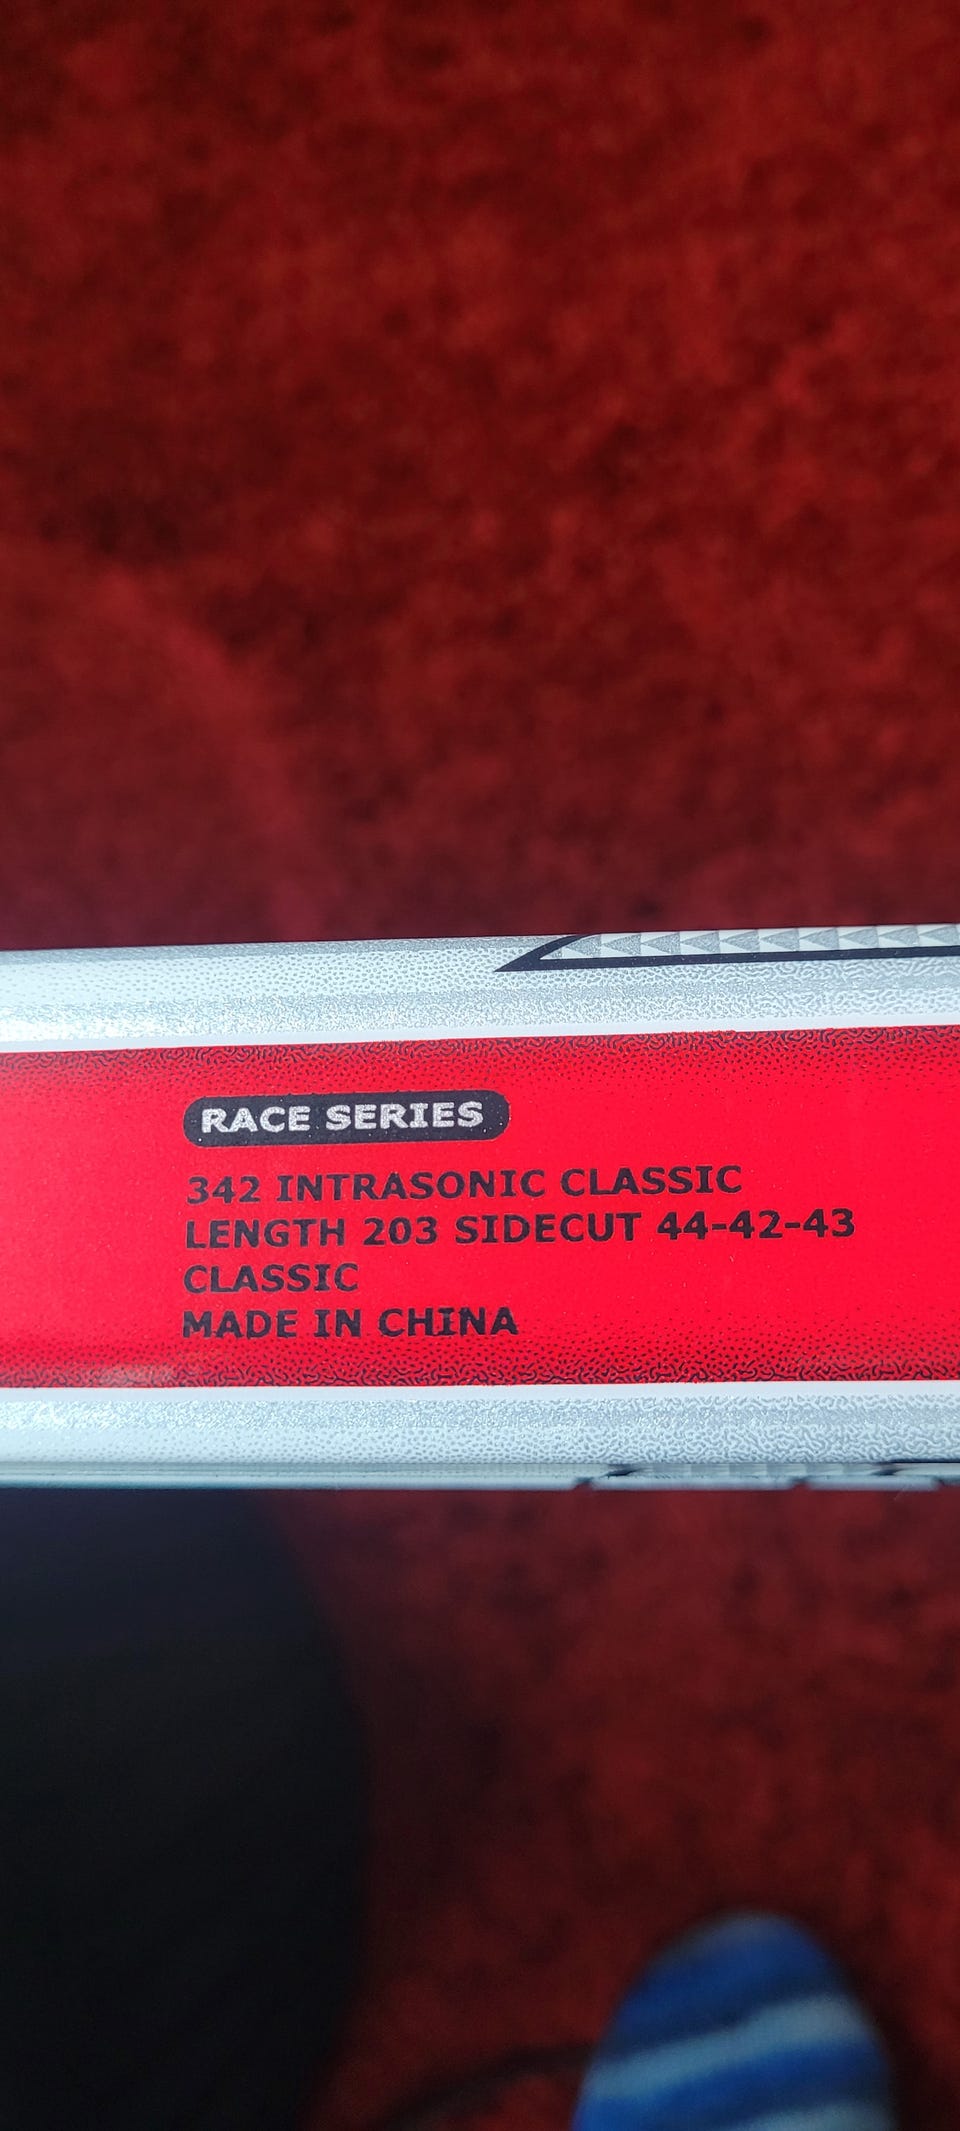 RACE SERIES
342 INTRASONIC CLASSIC
LENGTH 203 SIDECUT 44-42-43
CLASSIC
MADE IN CHINA